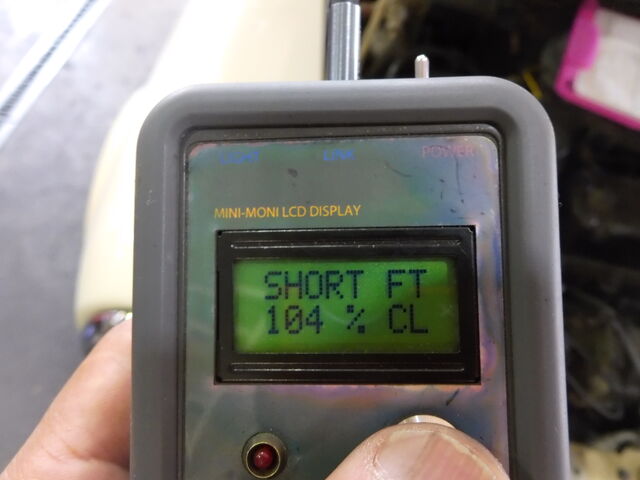 LIGHT LINK POWER
MINI-MONI LCD DISPLAY
SHORT FT
104 % CL